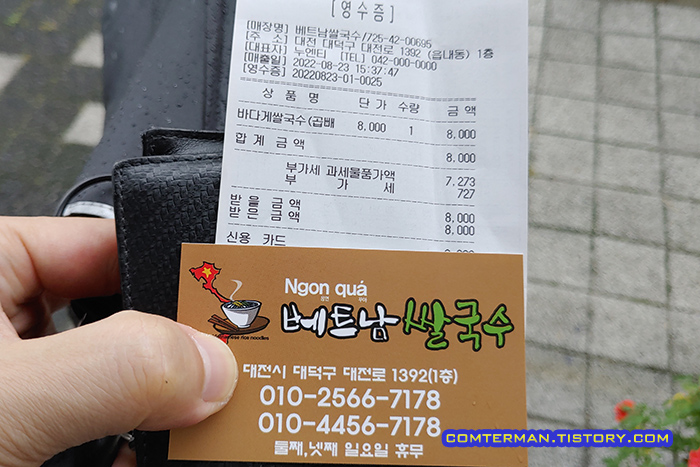 [영수증]
[매장명] 베트남쌀국수/725-42-00695
[주 소] 대전 대덕구 대전로 1392 (읍내동) 1층
[대표자] 누엔티 [TEL] 042-000-0000
[매출일] 2022-08-23 15:37:47
[영수증] 20220823-01-0025
상 품 명 단 가 수량 금 액
바다게쌀국수(곱빼 8,000 1 8,000
합 계 금 액 8,000
부가세 과세물품가액 7,273
부 가 세 727
받 을 금 액 8,000
받 은 금 액 8,000
신용 카드
Ngon quá
베트남쌀국수
대전시 대덕구 대전로 1392(1층)
010-2566-7178
010-4456-7178
둘째,넷째 일요일 휴무
COMTERMAN.TISTORY.COM